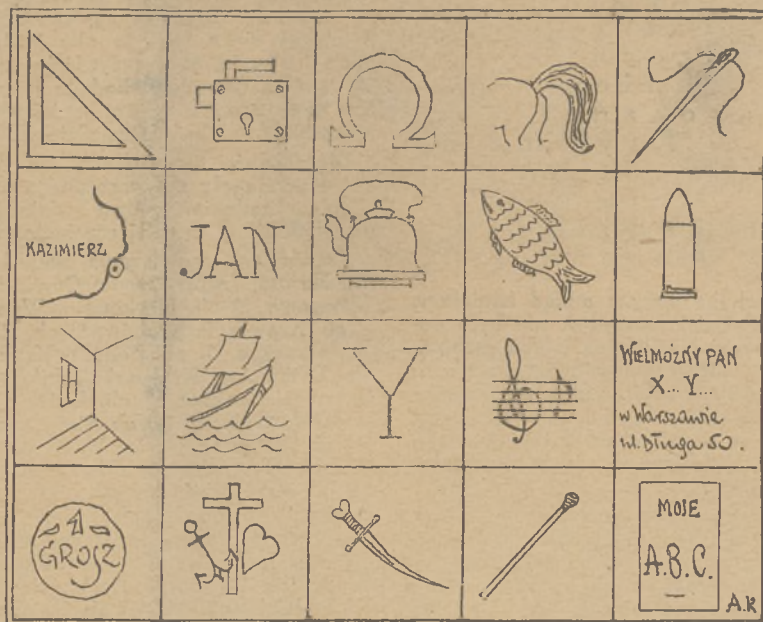 Ω
KAZIMIERZ
JAN
Y
WIELMOŻNY PAN
X... Y...
w Warszawie
ul. Długa 50.
1
GROSZ
MOJE
A.B.C.
A.K